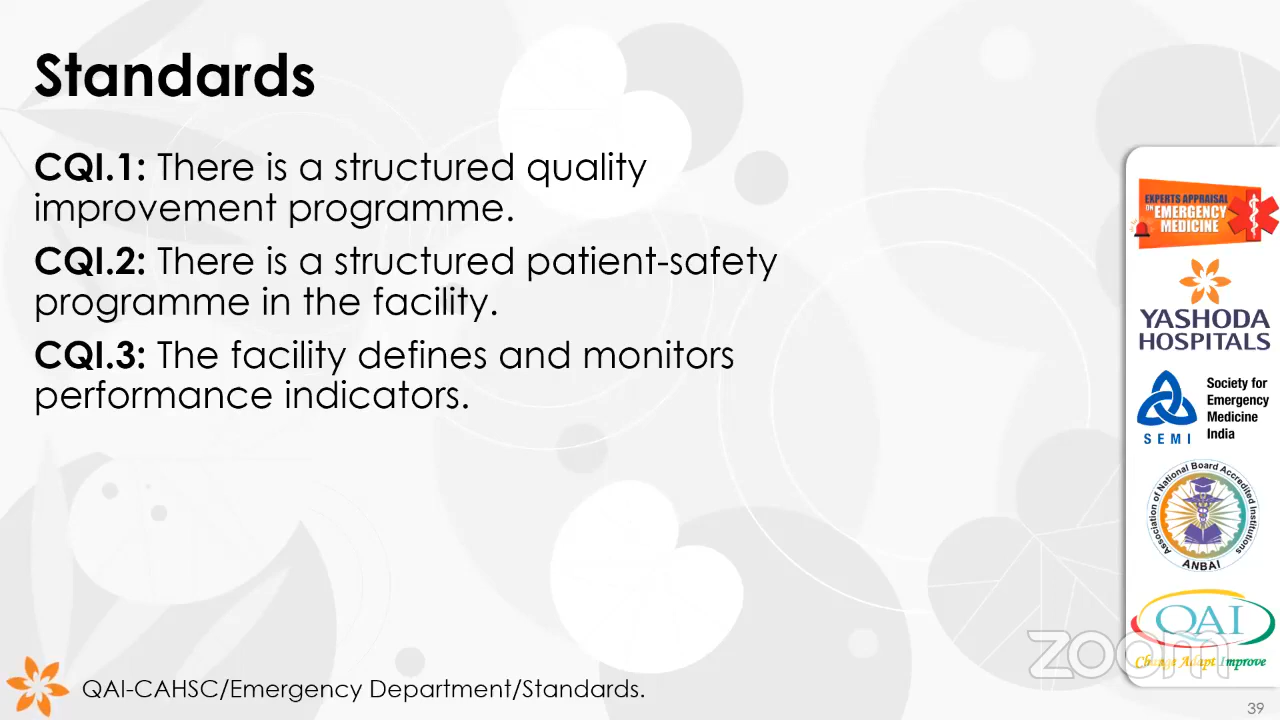 Standards
CQI.1: There is a structured quality
improvement programme.
CQI.2: There is a structured patient-safety
programme in the facility.
CQI.3: The facility defines and monitors
performance indicators.
EXPERTS APPRAISAL
ON EMERGENCY
MEDICINE
YASHODA
HOSPITALS
Society for
Emergency
Medicine
India
SEMI
Association of National Board Accredited Institutions
ANBAI
QAI
Change Adapt Improve
zoom
QAI-CAHSC/Emergency Department/Standards.
39